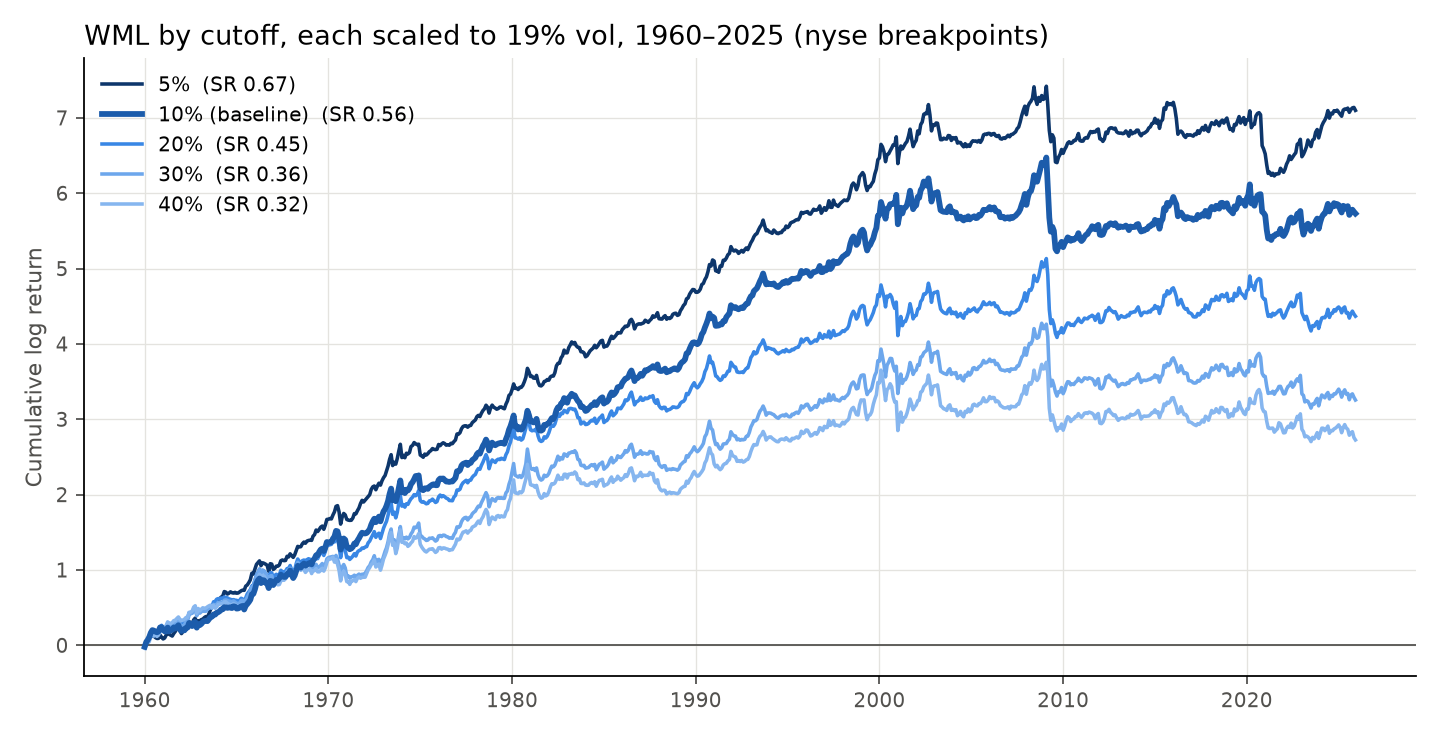 WML by cutoff, each scaled to 19% vol, 1960–2025 (nyse breakpoints)
5% (SR 0.67)
10% (baseline) (SR 0.56)
20% (SR 0.45)
30% (SR 0.36)
40% (SR 0.32)
Cumulative log return
7
6
5
4
3
2
1
0
1960 1970 1980 1990 2000 2010 2020